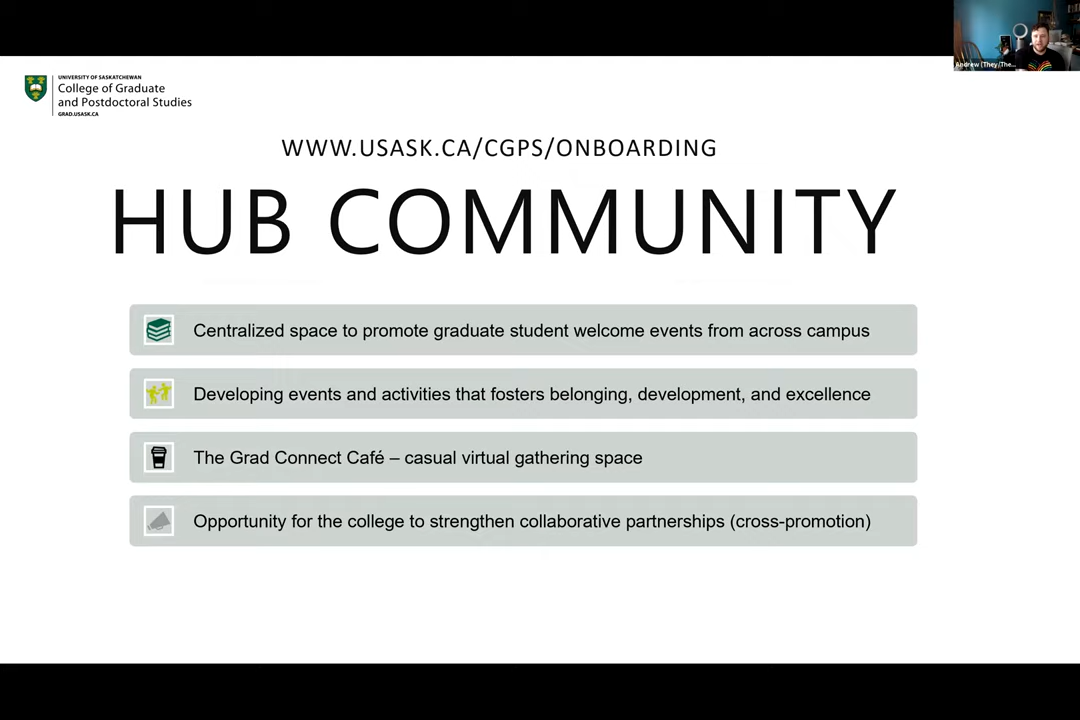 Andrew (They/The...
UNIVERSITY OF SASKATCHEWAN
College of Graduate
and Postdoctoral Studies
GRAD.USASK.CA
WWW.USASK.CA/CGPS/ONBOARDING
HUB COMMUNITY
Centralized space to promote graduate student welcome events from across campus
Developing events and activities that fosters belonging, development, and excellence
The Grad Connect Café – casual virtual gathering space
Opportunity for the college to strengthen collaborative partnerships (cross-promotion)